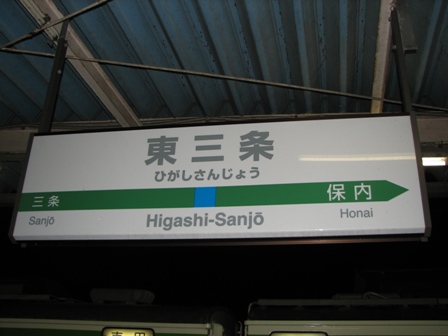 東三条
ひがしさんじょう
三条
保内
Sanjō
Higashi-Sanjō
Honai